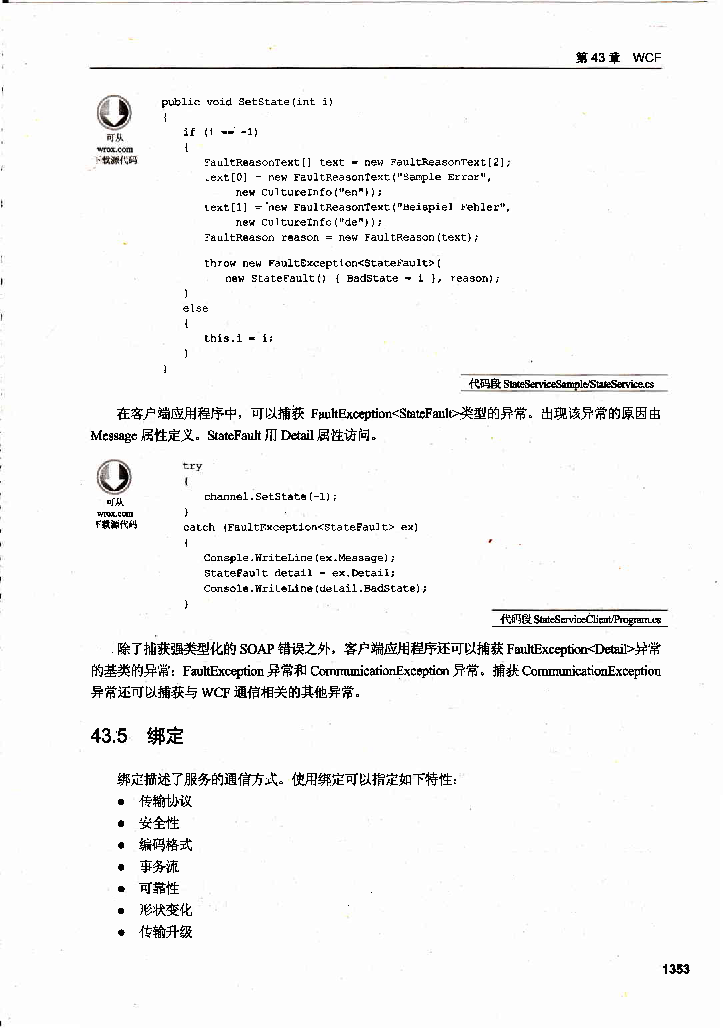 第 43 章 WCF
可从
wrox.com
下载源代码
public void SetState(int i)
{
if (i == -1)
{
FaultReasonText[] text = new FaultReasonText[2];
text[0] = new FaultReasonText("Sample Error",
new CultureInfo("en"));
text[1] = new FaultReasonText("Beispiel Fehler",
new CultureInfo("de"));
FaultReason reason = new FaultReason(text);
throw new FaultException<StateFault>(
new StateFault() { BadState = i }, reason);
}
else
{
this.i = i;
}
}
代码段 StateServiceSample/StateService.cs
在客户端应用程序中，可以捕获 FaultException<StateFault>类型的异常。出现该异常的原因由
Message 属性定义。StateFault 用 Detail 属性访问。
可从
wrox.com
下载源代码
try
{
channel.SetState(-1);
}
catch (FaultException<StateFault> ex)
{
Console.WriteLine(ex.Message);
StateFault detail = ex.Detail;
Console.WriteLine(detail.BadState);
}
代码段 StateServiceClient/Program.cs
除了捕获强类型化的 SOAP 错误之外，客户端应用程序还可以捕获 FaultException<Detail>异常
的基类的异常：FaultException 异常和 CommunicationException 异常。捕获 CommunicationException
异常还可以捕获与 WCF 通信相关的其他异常。
43.5 绑定
绑定描述了服务的通信方式。使用绑定可以指定如下特性：
● 传输协议
● 安全性
● 编码格式
● 事务流
● 可靠性
● 形状变化
● 传输升级
1353